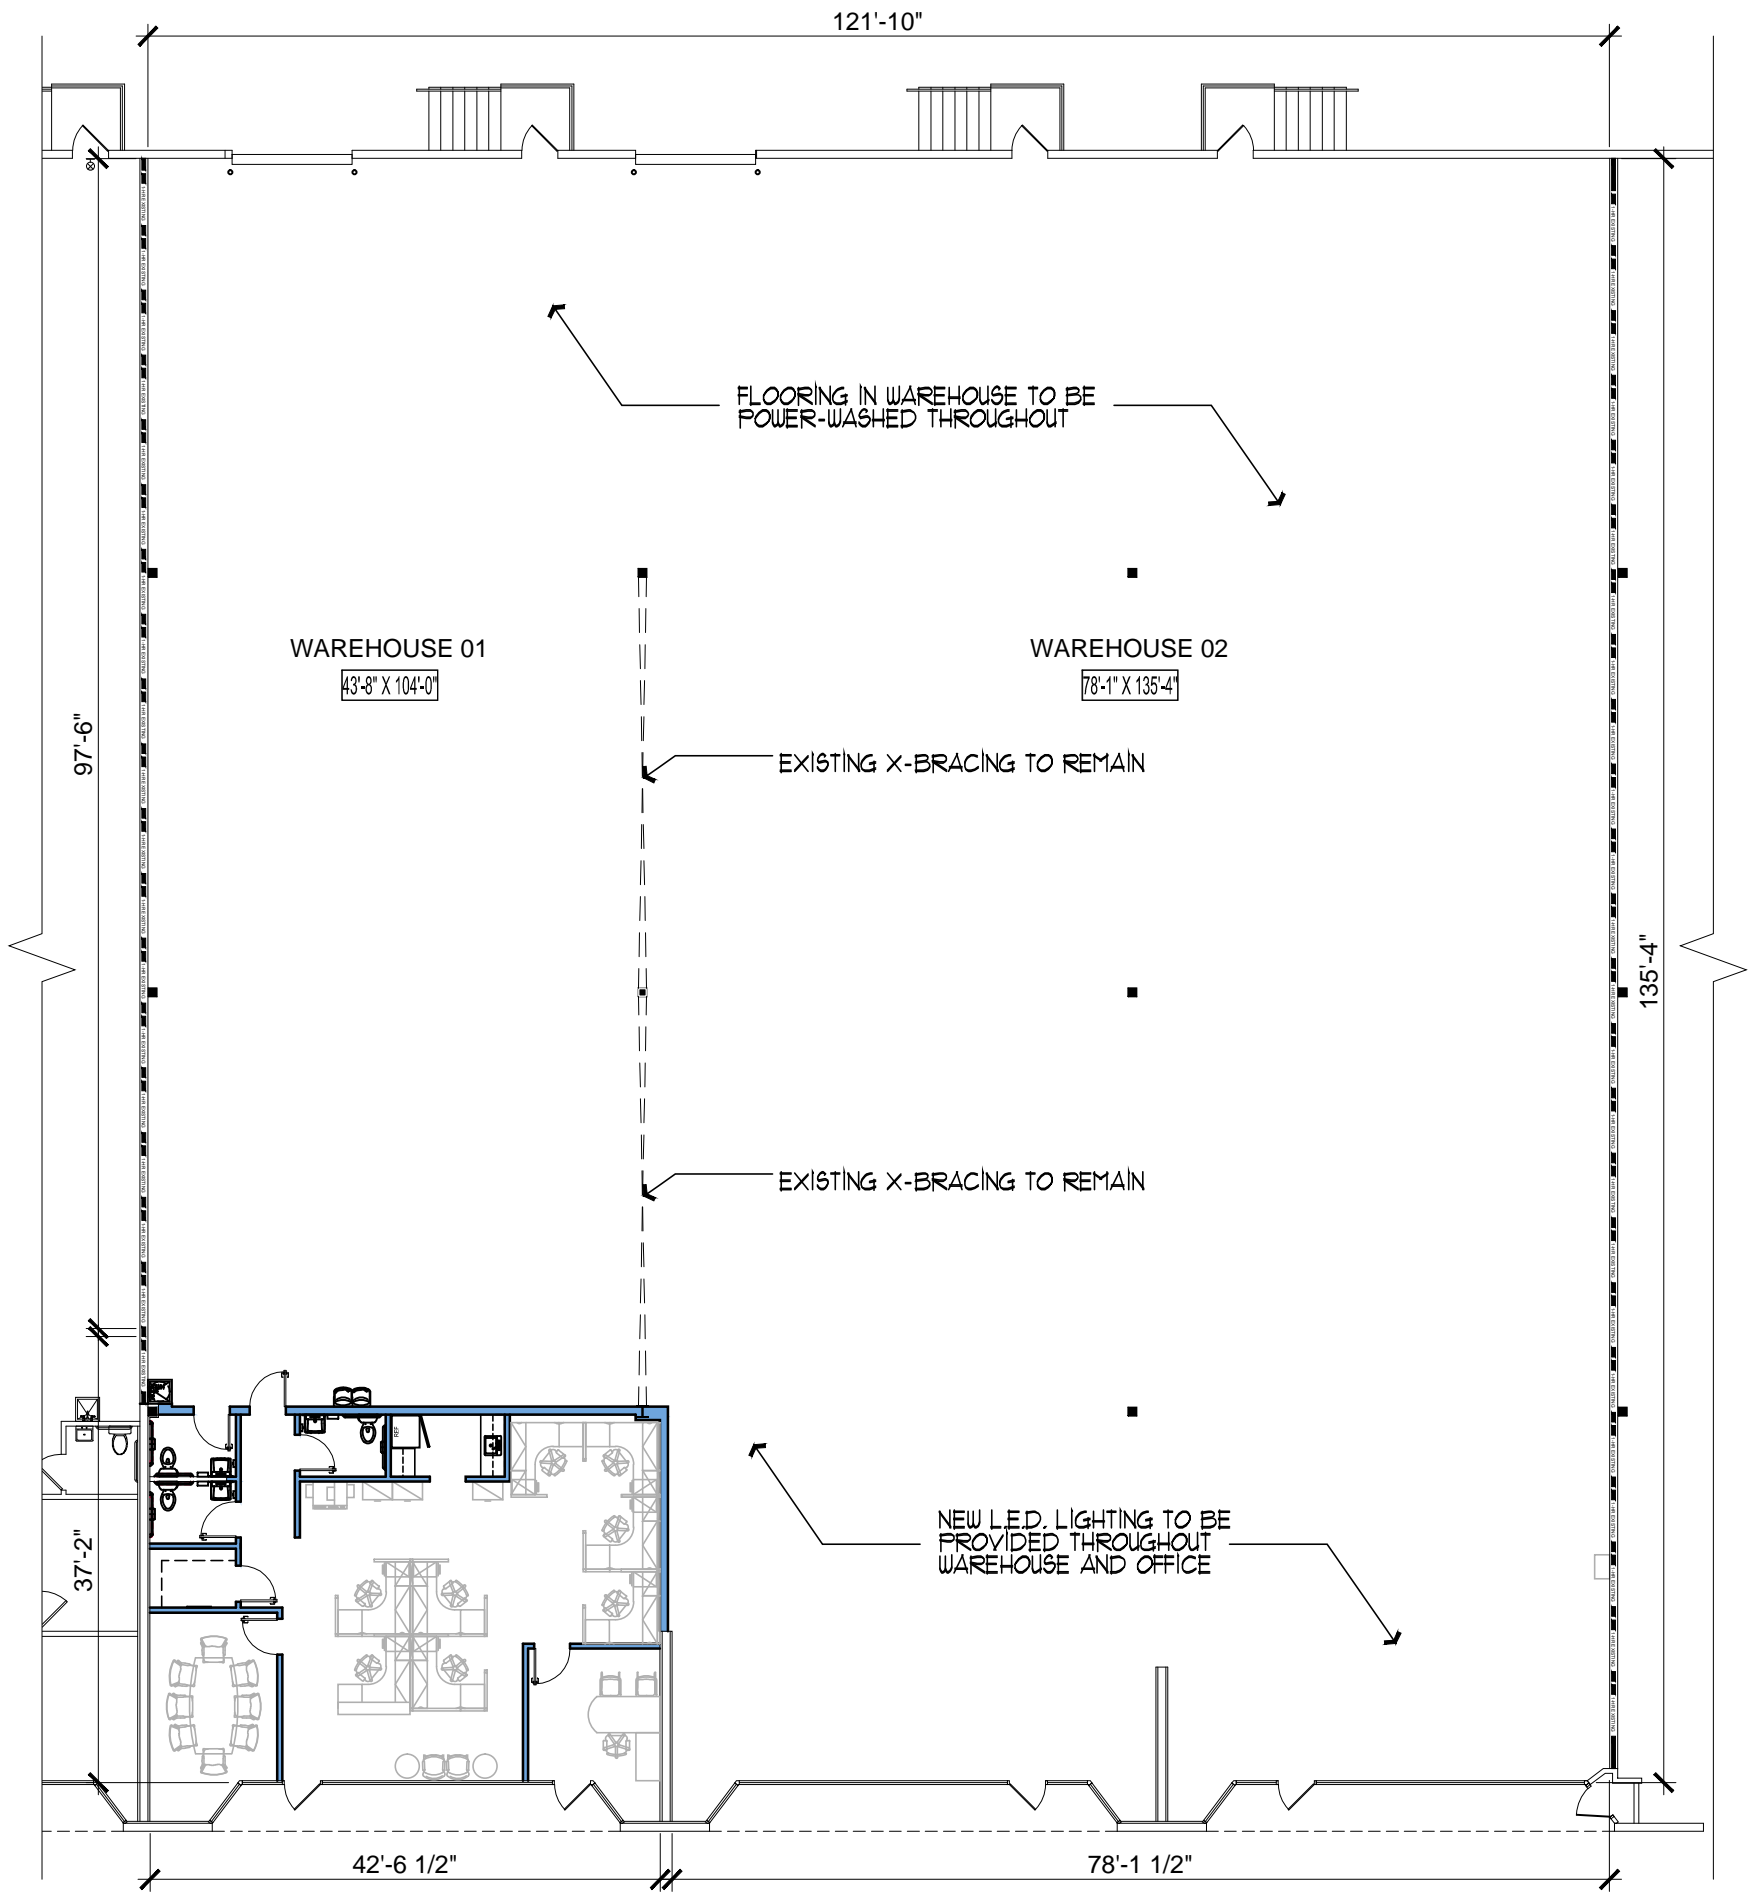 121'-10"
FLOORING IN WAREHOUSE TO BE
POWER-WASHED THROUGHOUT
WAREHOUSE 01
43'-8" X 104'-0"
WAREHOUSE 02
78'-1" X 135'-4"
97'-6"
EXISTING X-BRACING TO REMAIN
135'-4"
EXISTING X-BRACING TO REMAIN
REF
NEW L.E.D. LIGHTING TO BE
PROVIDED THROUGHOUT
WAREHOUSE AND OFFICE
37'-2"
42'-6 1/2"
78'-1 1/2"